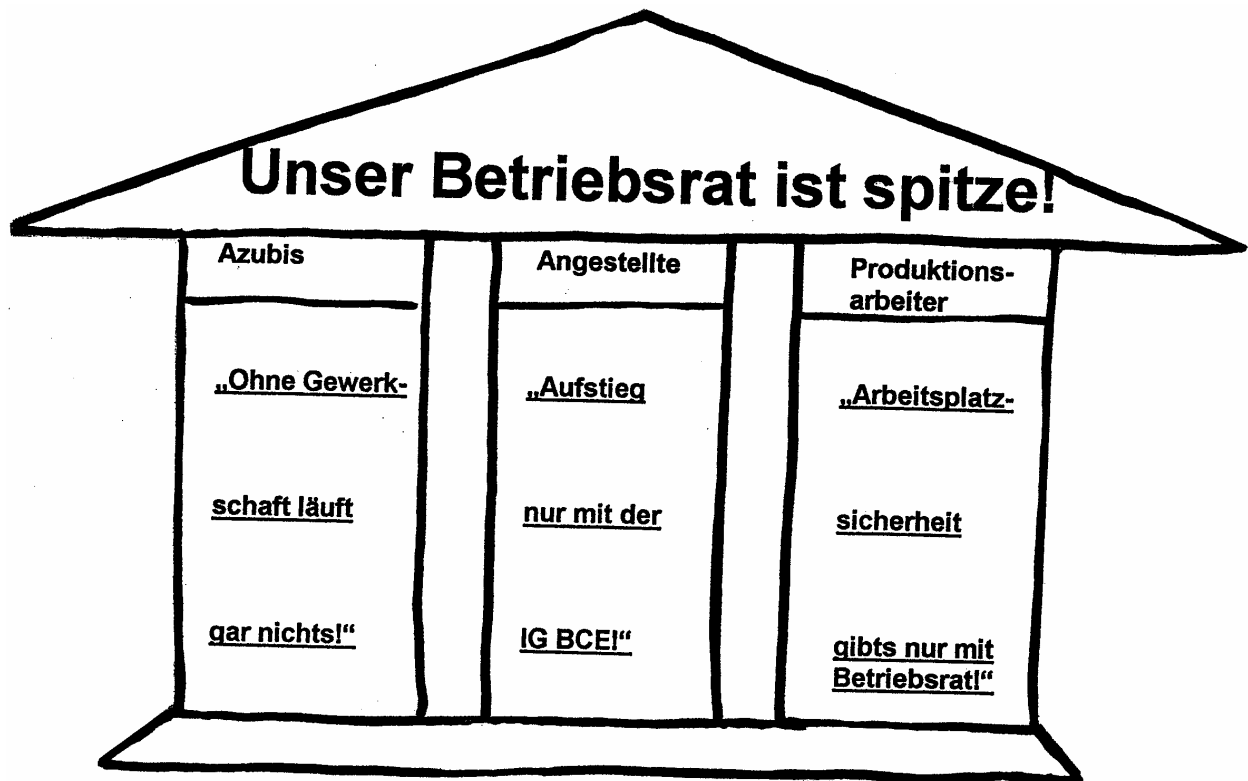 Unser Betriebsrat ist spitze!
Azubis
„Ohne Gewerk-
schaft läuft
gar nichts!“
Angestellte
„Aufstieg
nur mit der
IG BCE!“
Produktions-
arbeiter
„Arbeitsplatz-
sicherheit
gibts nur mit
Betriebsrat!“